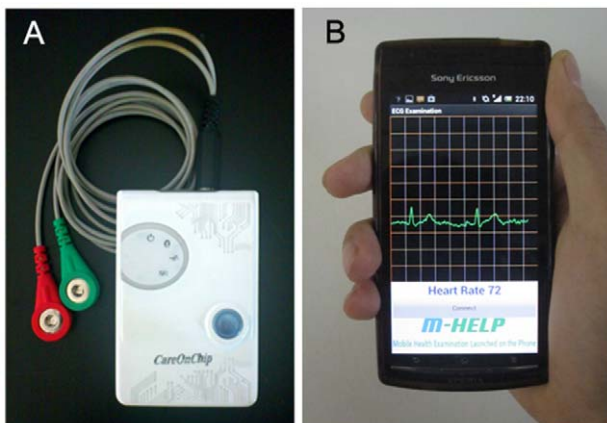 A
CareOnChip
B
Sony Ericsson
22:10
ECG Examination
Heart Rate 72
Connect
M-HELP
Mobile Health Examination Launched on the Phone